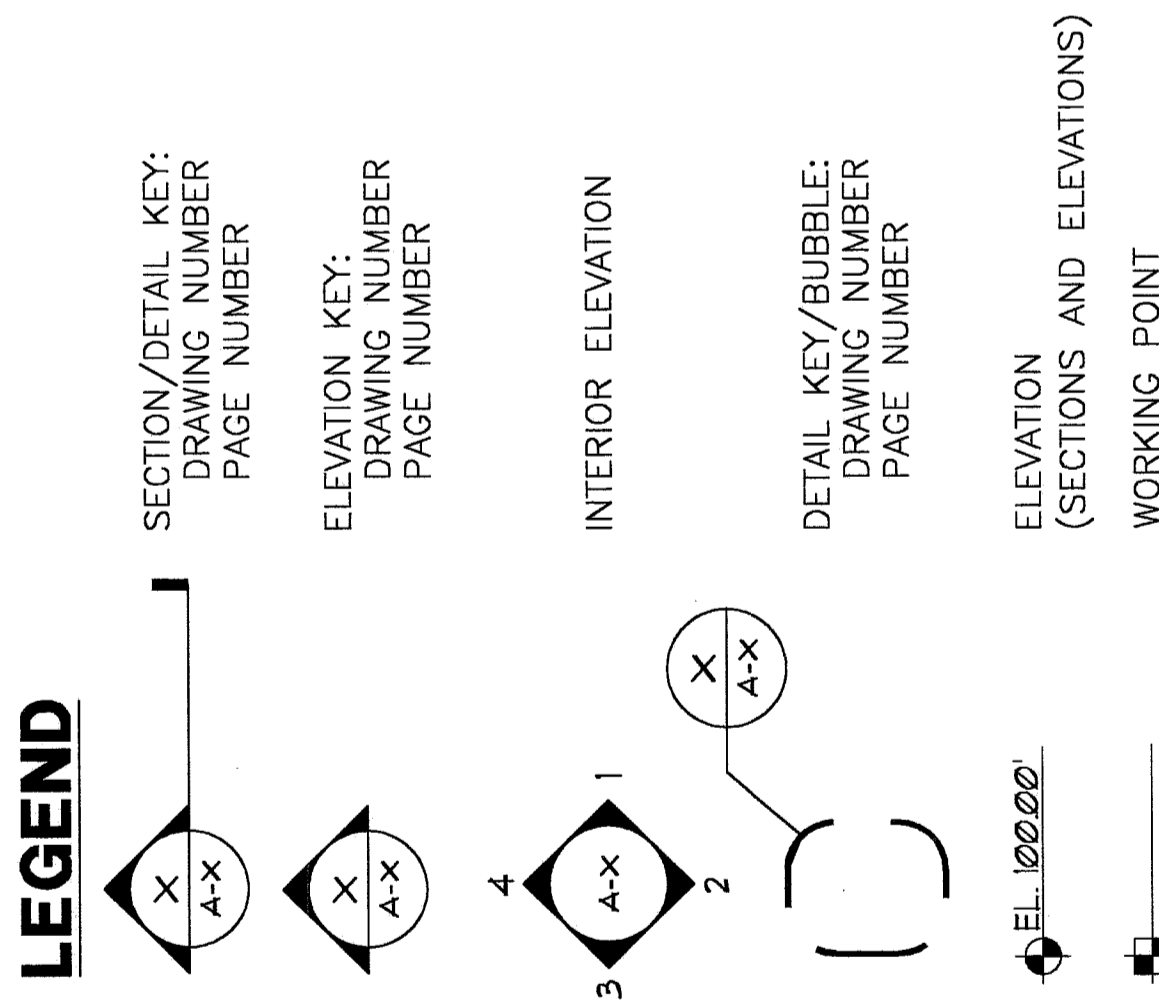 LEGEND
X
A-X
SECTION/DETAIL KEY:
DRAWING NUMBER
PAGE NUMBER
X
A-X
ELEVATION KEY:
DRAWING NUMBER
PAGE NUMBER
4
3
A-X
1
2
INTERIOR ELEVATION
X
A-X
DETAIL KEY/BUBBLE:
DRAWING NUMBER
PAGE NUMBER
EL. 100.00'
ELEVATION
(SECTIONS AND ELEVATIONS)
WORKING POINT